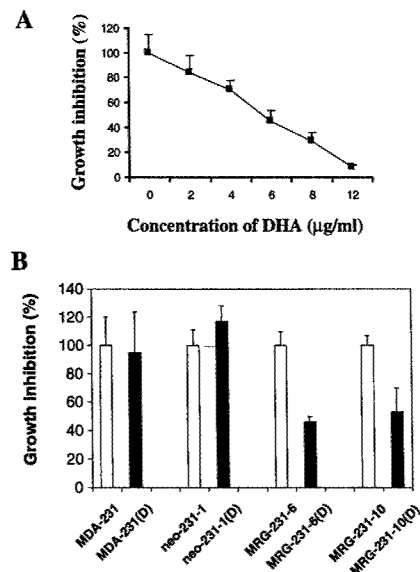 A
Growth inhibition (%)
120
100
80
60
40
20
0
0 2 4 6 8 12
Concentration of DHA (µg/ml)
B
Growth inhibition (%)
140
120
100
80
60
40
20
0
MDA-231
MDA-231(D)
neo-231-1
neo-231-1(D)
MRG-231-6
MRG-231-6(D)
MRG-231-10
MRG-231-10(D)